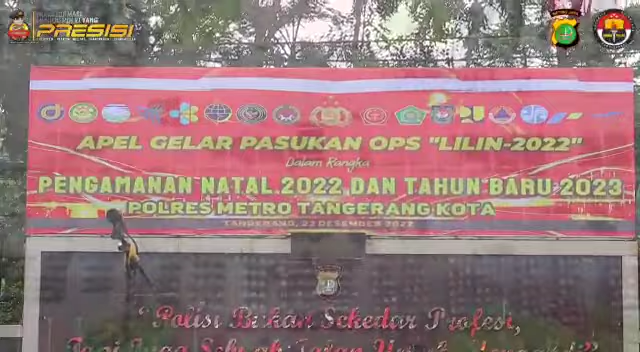 PRESISI
APEL GELAR PASUKAN OPS "LILIN-2022"
Dalam Rangka
PENGAMANAN NATAL 2022 DAN TAHUN BARU 2023
POLRES METRO TANGERANG KOTA
TANGERANG, 22 DESEMBER 2022
"Polisi Bukan Sekedar Profesi,